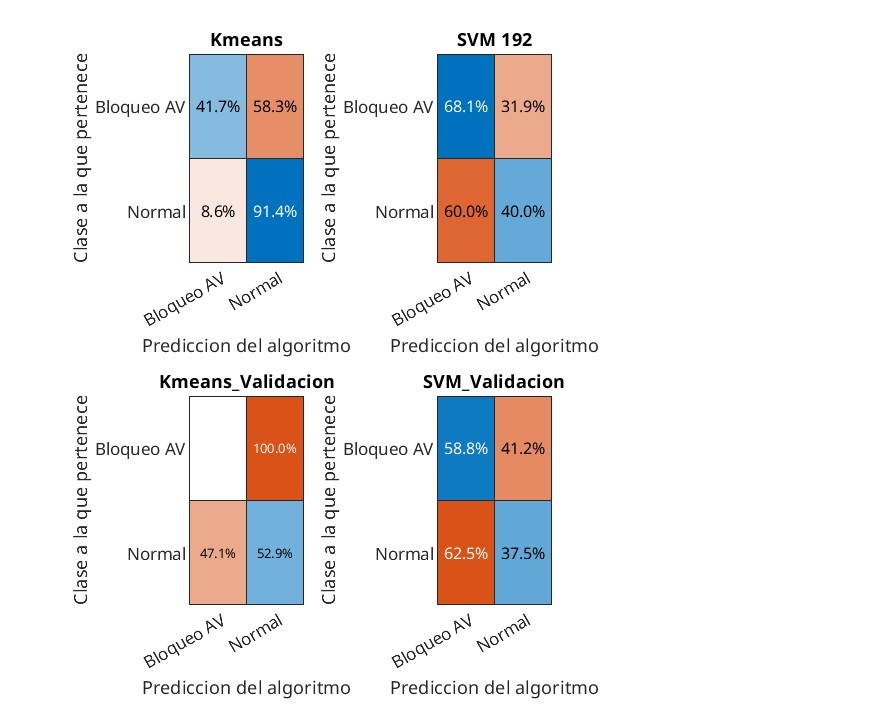 Kmeans
Clase a la que pertenece
Bloqueo AV 41.7% 58.3%
Normal 8.6% 91.4%
Bloqueo AV Normal
Prediccion del algoritmo
SVM 192
Clase a la que pertenece
Bloqueo AV 68.1% 31.9%
Normal 60.0% 40.0%
Bloqueo AV Normal
Prediccion del algoritmo
Kmeans_Validacion
Clase a la que pertenece
Bloqueo AV 100.0%
Normal 47.1% 52.9%
Bloqueo AV Normal
Prediccion del algoritmo
SVM_Validacion
Clase a la que pertenece
Bloqueo AV 58.8% 41.2%
Normal 62.5% 37.5%
Bloqueo AV Normal
Prediccion del algoritmo